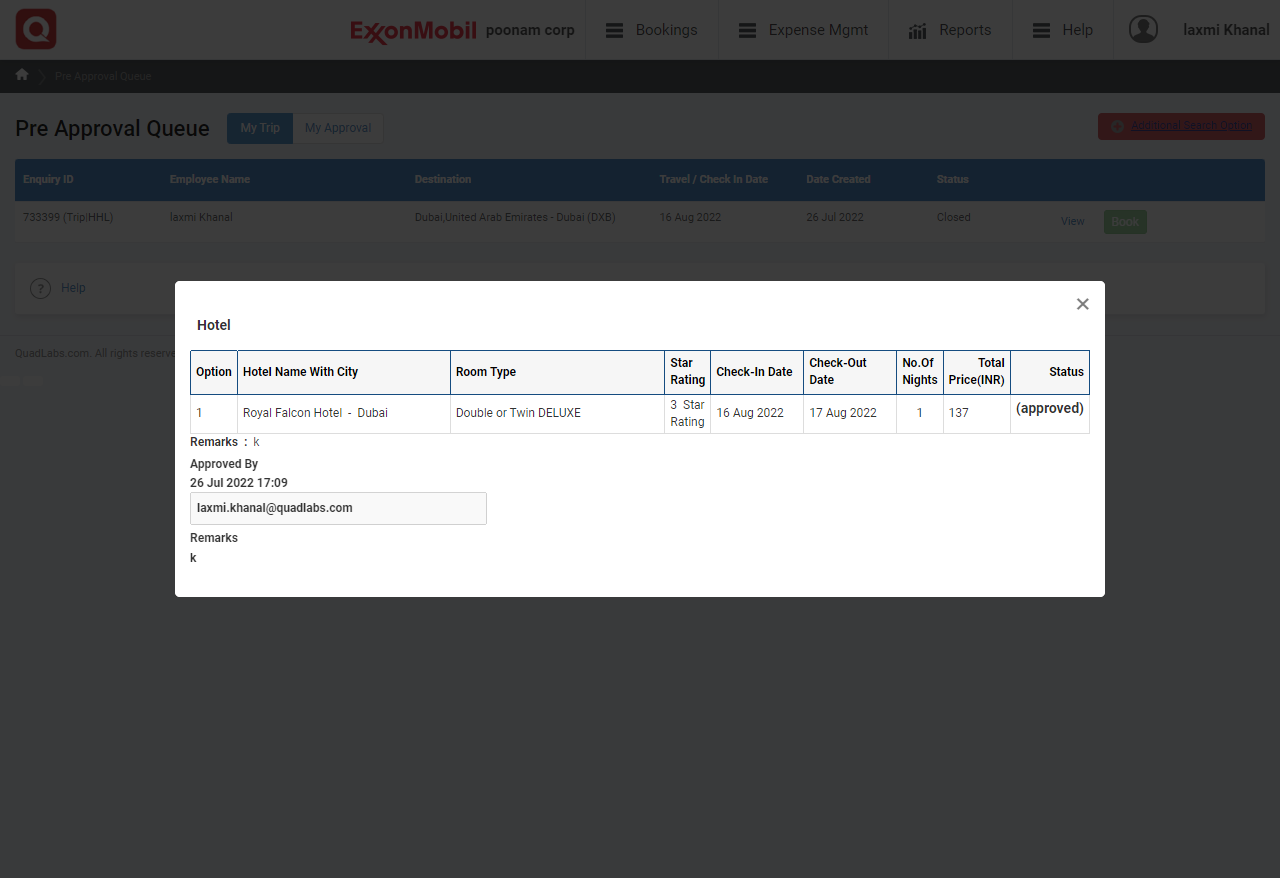 ExxonMobil poonam corp Bookings Expense Mgmt Reports Help laxmi Khanal
Pre Approval Queue
Pre Approval Queue My Trip My Approval Additional Search Option
Enquiry ID Employee Name Destination Travel / Check In Date Date Created Status
733399 (Trip|HHL) laxmi Khanal Dubai,United Arab Emirates - Dubai (DXB) 16 Aug 2022 26 Jul 2022 Closed View Book
? Help
QuadLabs.com. All rights reserve
×
Hotel
Option Hotel Name With City Room Type Star Rating Check-In Date Check-Out Date No.Of Nights Total Price(INR) Status
1 Royal Falcon Hotel - Dubai Double or Twin DELUXE 3 Star Rating 16 Aug 2022 17 Aug 2022 1 137 (approved)
Remarks : k
Approved By
26 Jul 2022 17:09
laxmi.khanal@quadlabs.com
Remarks
k